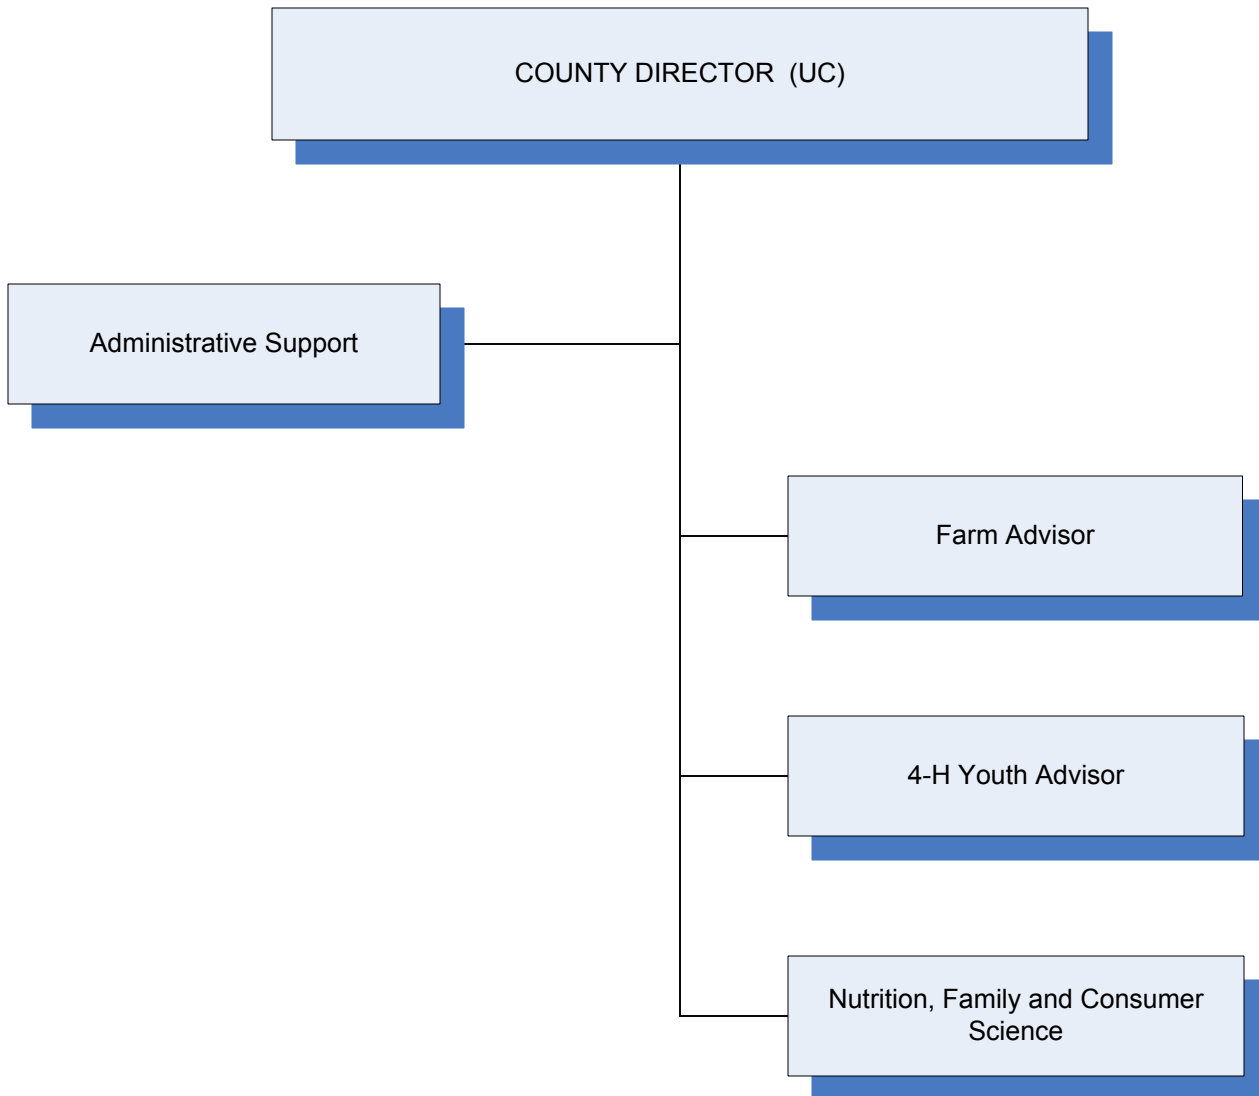 COUNTY DIRECTOR  (UC)
Administrative Support
Farm Advisor
4-H Youth Advisor
Nutrition, Family and Consumer
Science